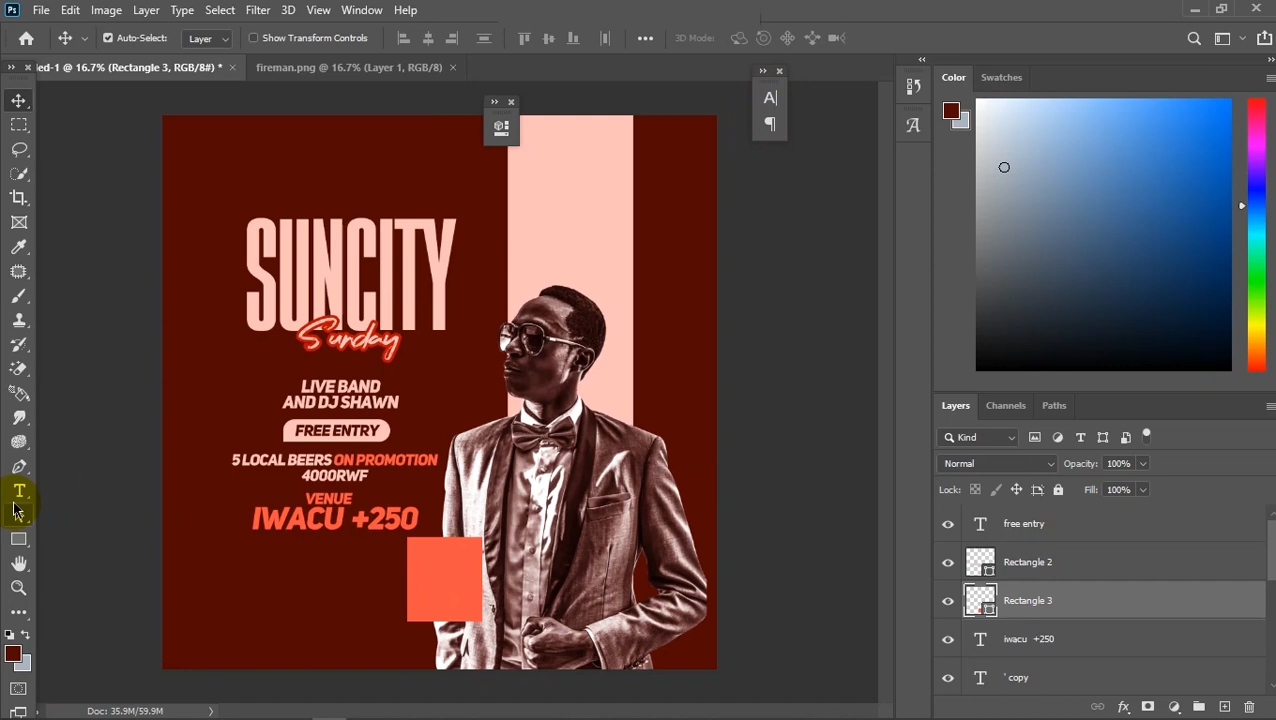 Ps File Edit Image Layer Type Select Filter 3D View Window Help
Auto-Select: Layer Show Transform Controls 3D Mode:
ed-1 @ 16.7% (Rectangle 3, RGB/8#) * fireman.png @ 16.7% (Layer 1, RGB/8)
Color Swatches
SUNCITY
Sunday
LIVE BAND
AND DJ SHAWN
FREE ENTRY
5 LOCAL BEERS ON PROMOTION
4000RWF
VENUE
IWACU +250
Layers Channels Paths
Kind
Normal Opacity: 100%
Lock: Fill: 100%
free entry
Rectangle 2
Rectangle 3
iwacu +250
' copy
Doc: 35.9M/59.9M